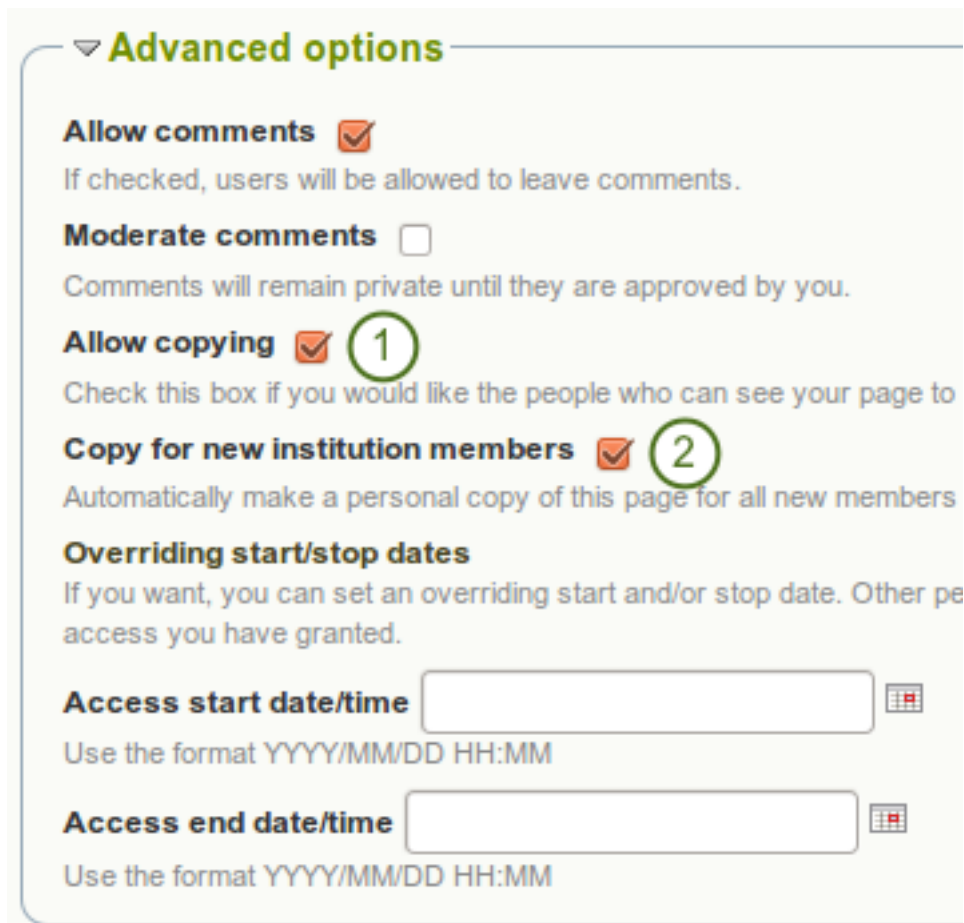 Advanced options
Allow comments
If checked, users will be allowed to leave comments.
Moderate comments
Comments will remain private until they are approved by you.
Allow copying 1
Check this box if you would like the people who can see your page to
Copy for new institution members 2
Automatically make a personal copy of this page for all new members
Overriding start/stop dates
If you want, you can set an overriding start and/or stop date. Other pe
access you have granted.
Access start date/time
Use the format YYYY/MM/DD HH:MM
Access end date/time
Use the format YYYY/MM/DD HH:MM